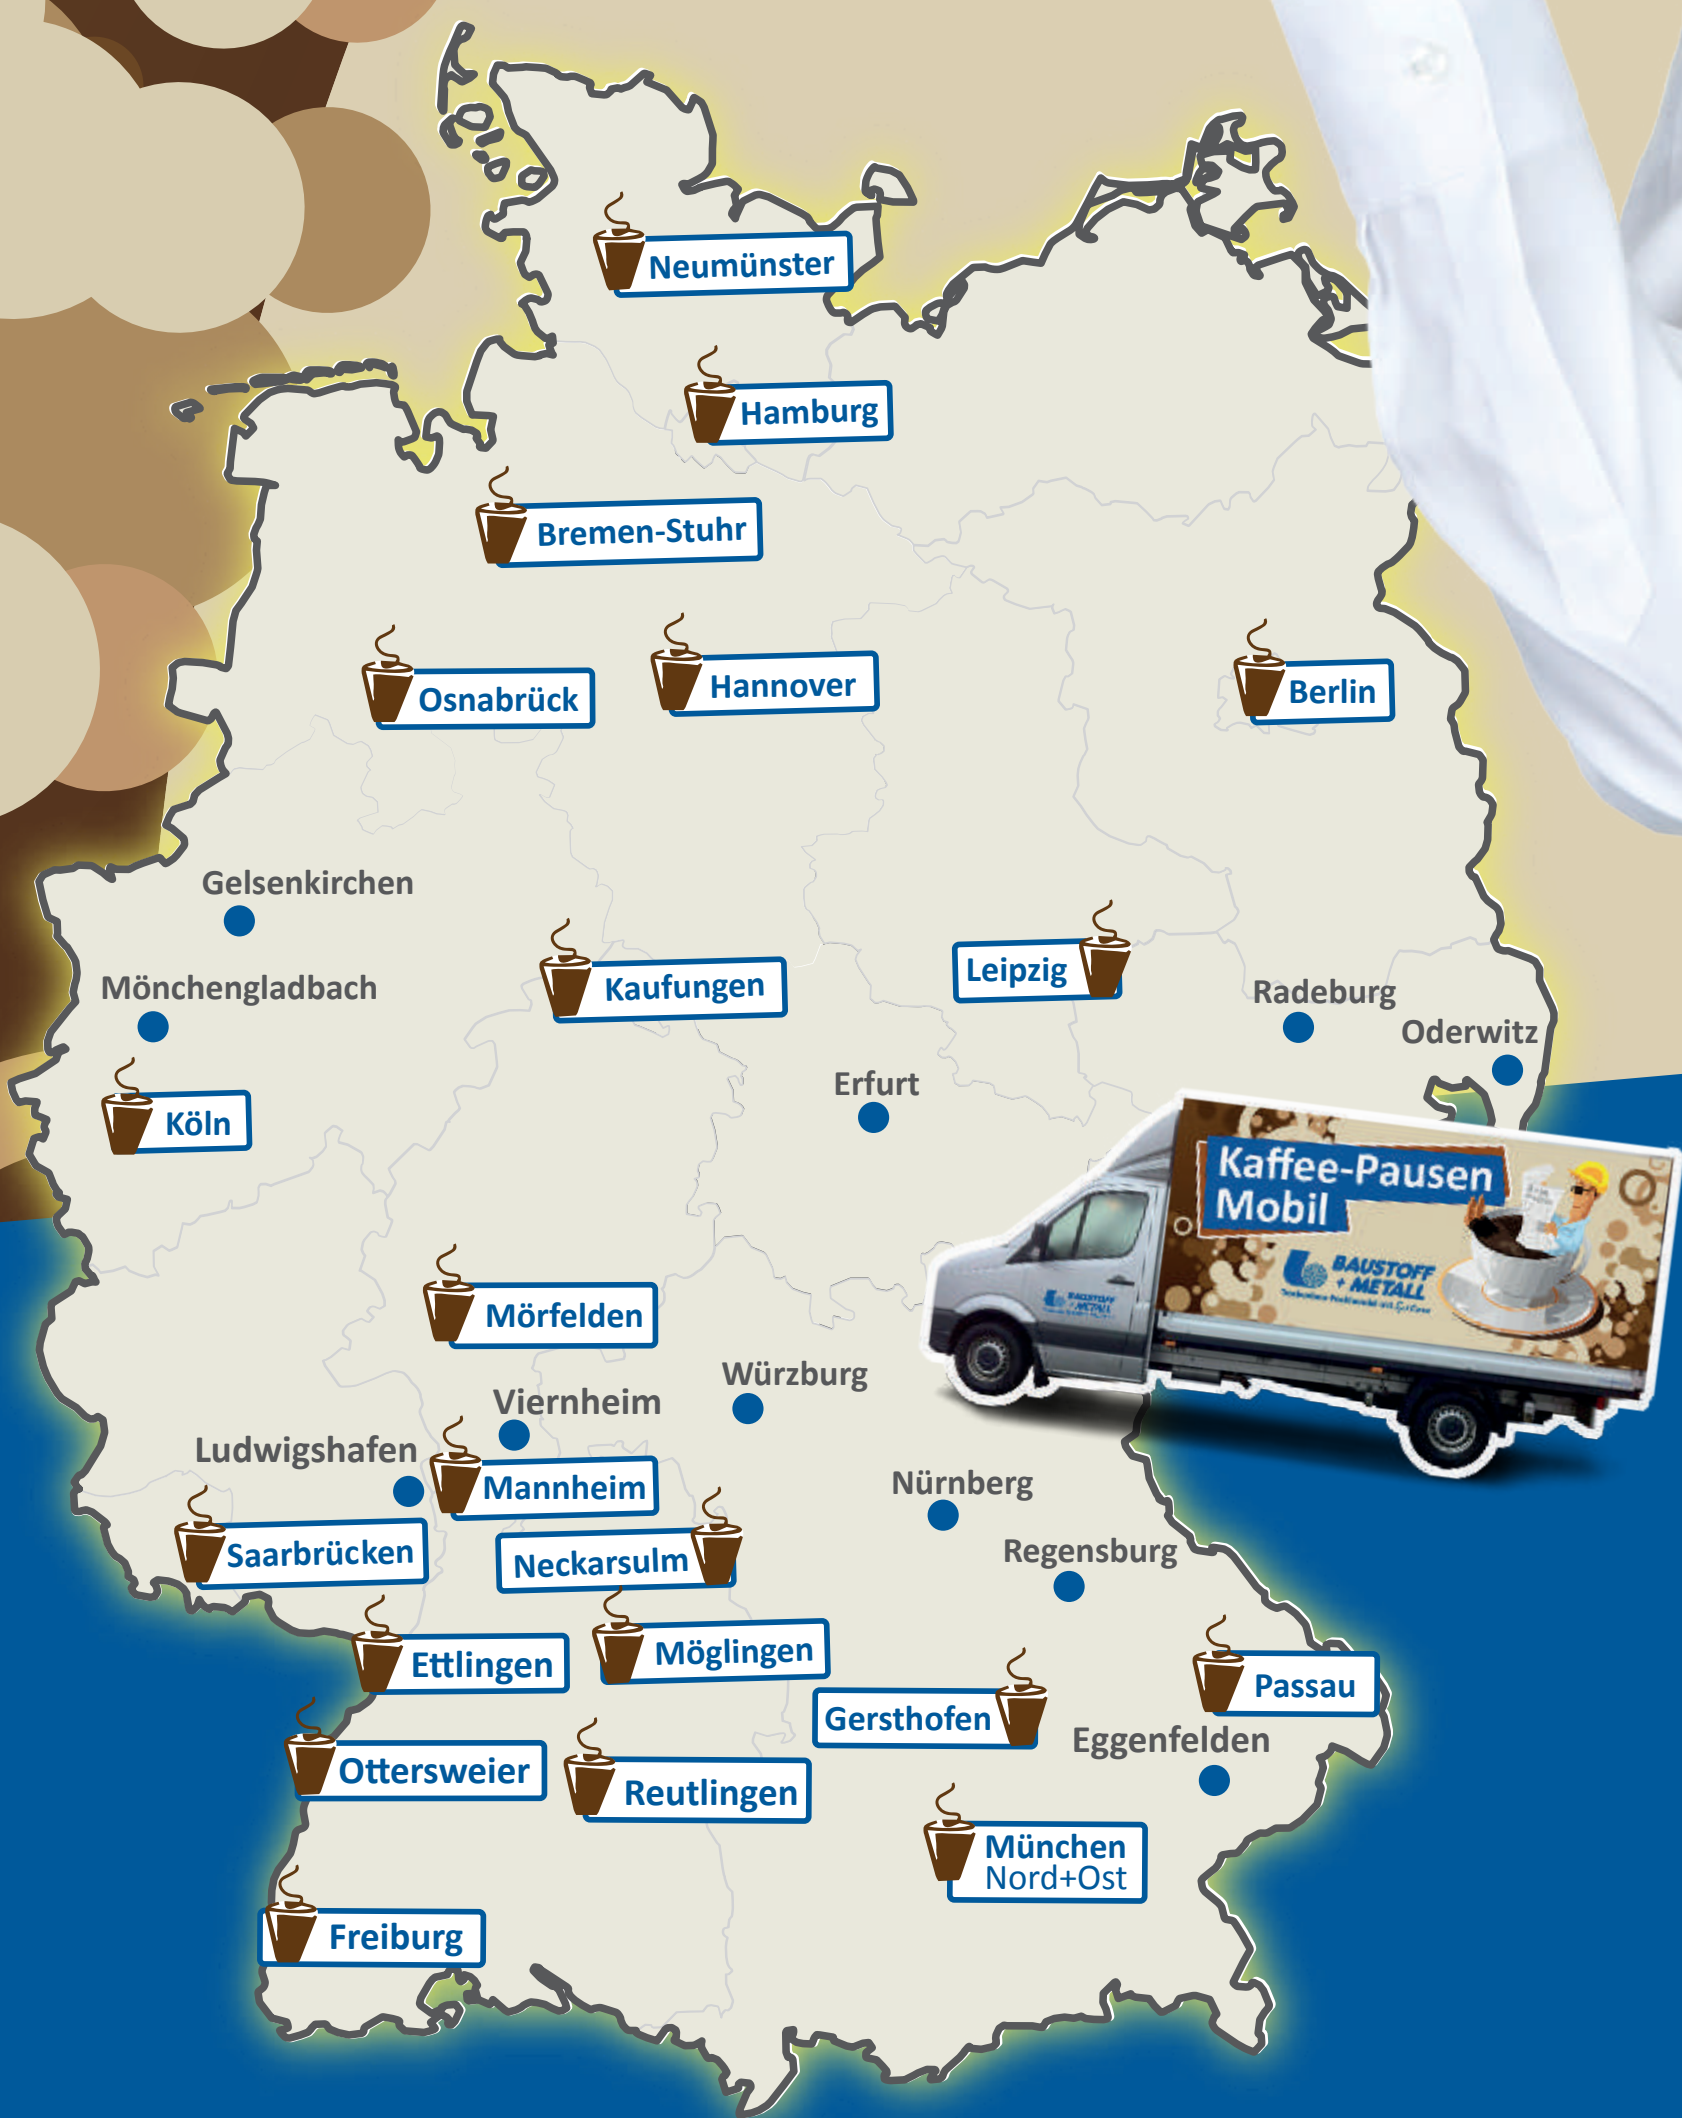 Neumünster
Hamburg
Bremen-Stuhr
Osnabrück
Hannover
Berlin
Gelsenkirchen
Mönchengladbach
Kaufungen
Leipzig
Radeburg
Oderwitz
Köln
Erfurt
Kaffee-Pausen
Mobil
BAUSTOFF
+ METALL
BAUSTOFF
+ METALL
Mörfelden
Würzburg
Viernheim
Ludwigshafen
Mannheim
Nürnberg
Saarbrücken
Neckarsulm
Regensburg
Ettlingen
Möglingen
Passau
Gersthofen
Eggenfelden
Ottersweier
Reutlingen
München
Nord+Ost
Freiburg